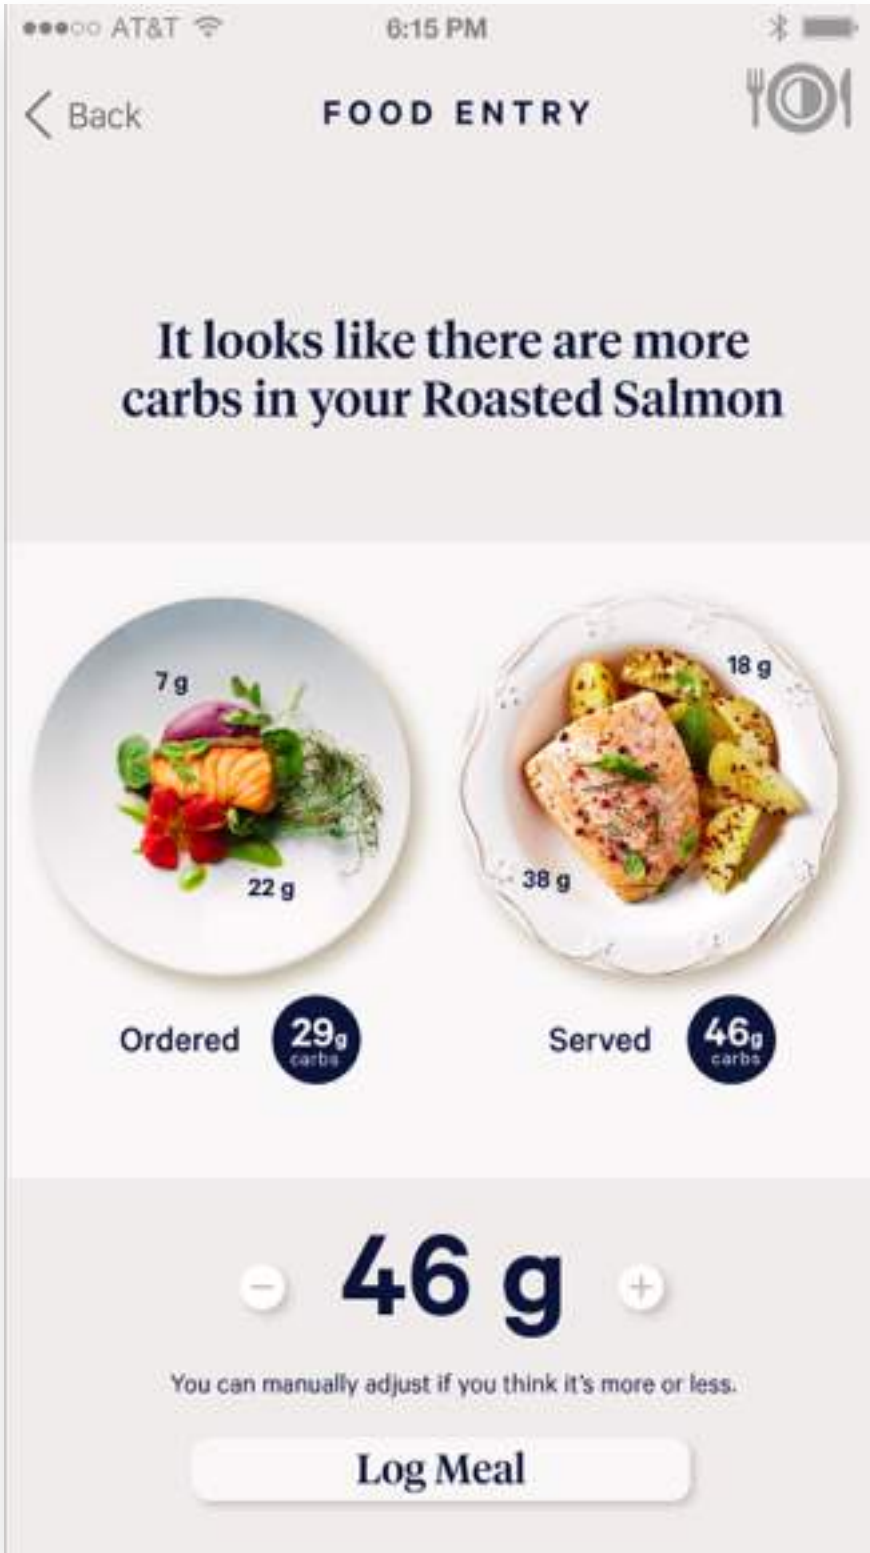 AT&T
6:15 PM
Back
FOOD ENTRY
It looks like there are more
carbs in your Roasted Salmon
7 g
22 g
18 g
38 g
Ordered
29g
carbs
Served
46g
carbs
46 g
You can manually adjust if you think it's more or less.
Log Meal